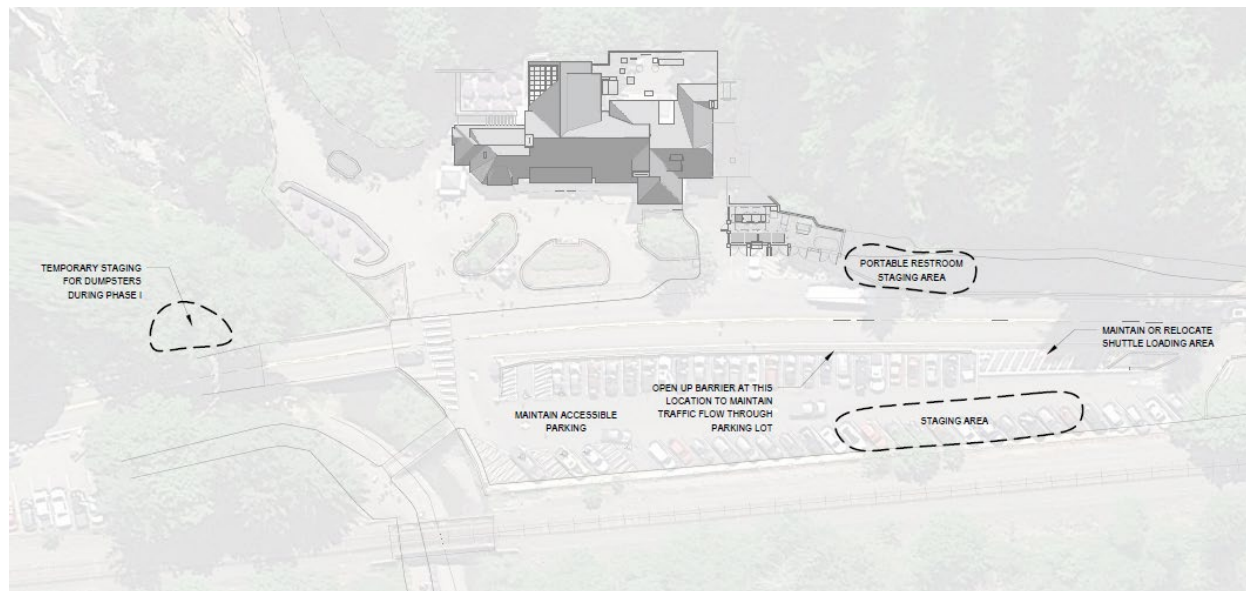 TEMPORARY STAGING
FOR DUMPSTERS
DURING PHASE I
PORTABLE RESTROOM
STAGING AREA
MAINTAIN OR RELOCATE
SHUTTLE LOADING AREA
OPEN UP BARRIER AT THIS
LOCATION TO MAINTAIN
TRAFFIC FLOW THROUGH
PARKING LOT
MAINTAIN ACCESSIBLE
PARKING
STAGING AREA